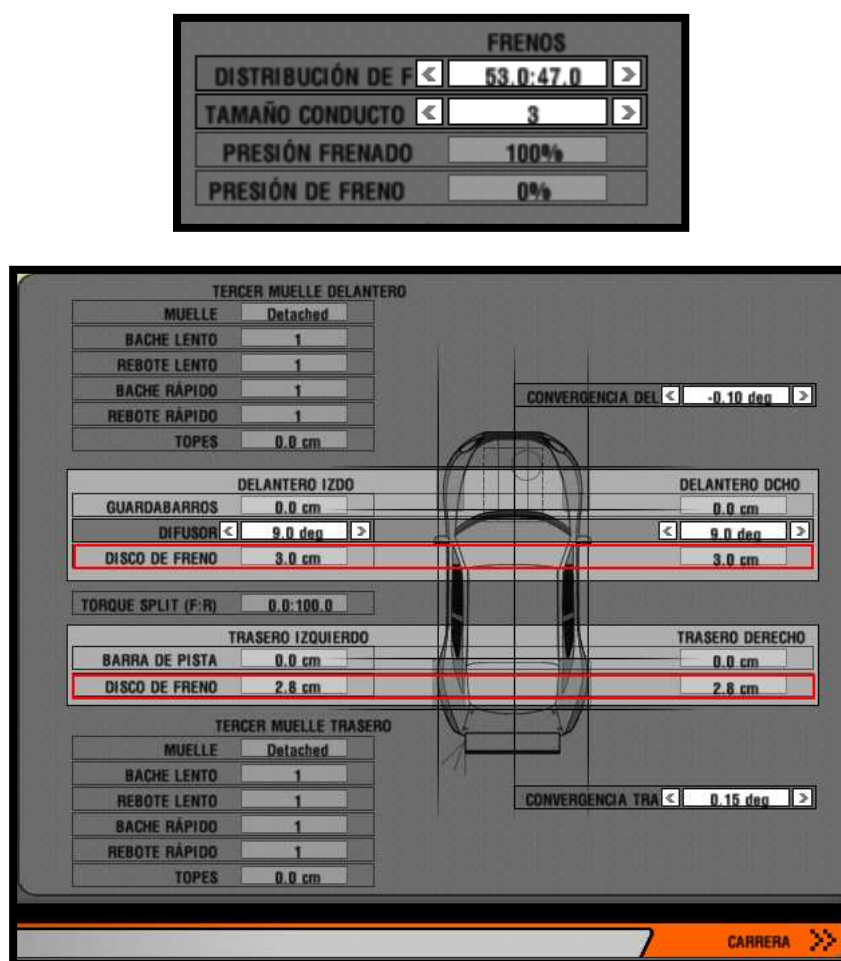 FRENOS
DISTRIBUCIÓN DE F < 53.0:47.0 >
TAMAÑO CONDUCTO < 3 >
PRESIÓN FRENADO 100%
PRESIÓN DE FRENO 0%
TERCER MUELLE DELANTERO
MUELLE Detached
BACHE LENTO 1
REBOTE LENTO 1
BACHE RÁPIDO 1
REBOTE RÁPIDO 1
TOPES 0.0 cm
CONVERGENCIA DEL < -0.10 deg >
DELANTERO IZDO DELANTERO DCHO
GUARDABARROS 0.0 cm 0.0 cm
DIFUSOR < 9.0 deg > < 9.0 deg >
DISCO DE FRENO 3.0 cm 3.0 cm
TORQUE SPLIT (F:R) 0.0:100.0
TRASERO IZQUIERDO TRASERO DERECHO
BARRA DE PISTA 0.0 cm 0.0 cm
DISCO DE FRENO 2.8 cm 2.8 cm
TERCER MUELLE TRASERO
MUELLE Detached
BACHE LENTO 1
REBOTE LENTO 1
BACHE RÁPIDO 1
REBOTE RÁPIDO 1
TOPES 0.0 cm
CONVERGENCIA TRA < 0.15 deg >
CARRERA >>